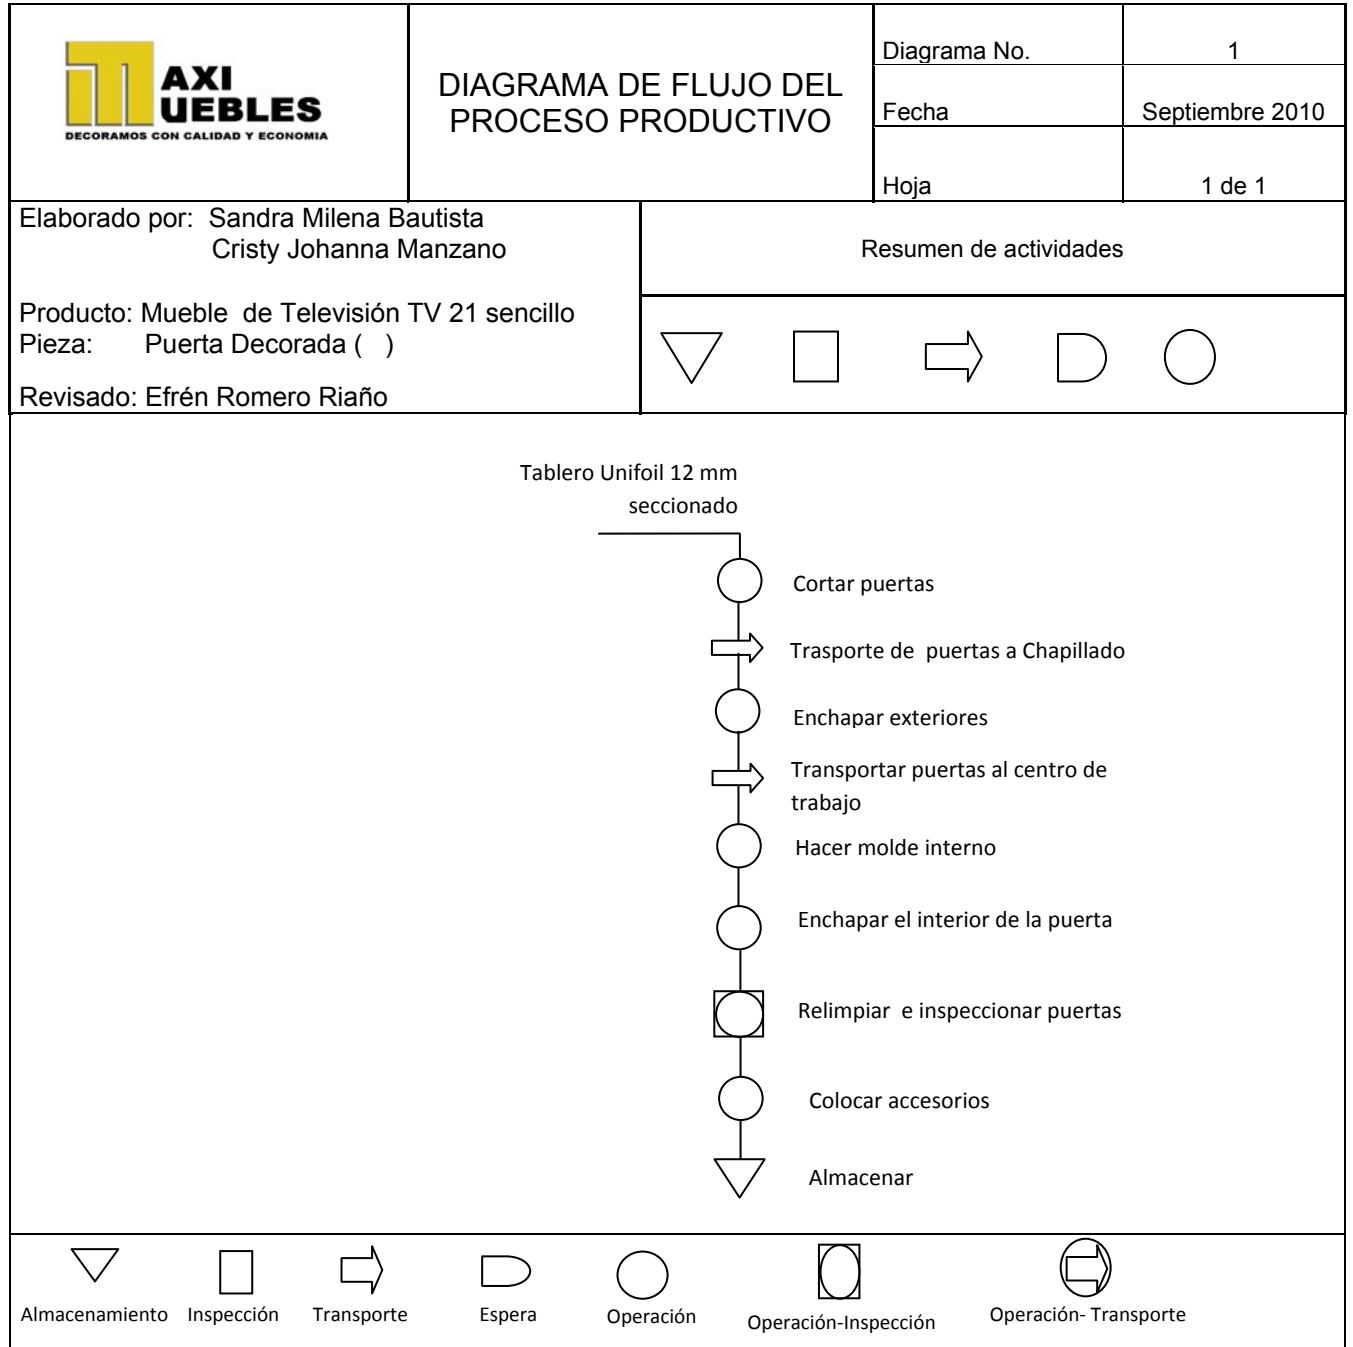 AXI
UEBLES
DECORAMOS CON CALIDAD Y ECONOMIA
DIAGRAMA DE FLUJO DEL
PROCESO PRODUCTIVO
Diagrama No. 1
Fecha Septiembre 2010
Hoja 1 de 1
Elaborado por: Sandra Milena Bautista
Cristy Johanna Manzano
Producto: Mueble de Televisión TV 21 sencillo
Pieza: Puerta Decorada ( )
Revisado: Efrén Romero Riaño
Resumen de actividades
Tablero Unifoil 12 mm
seccionado
Cortar puertas
Trasporte de puertas a Chapillado
Enchapar exteriores
Transportar puertas al centro de
trabajo
Hacer molde interno
Enchapar el interior de la puerta
Relimpiar e inspeccionar puertas
Colocar accesorios
Almacenar
Almacenamiento
Inspección
Transporte
Espera
Operación
Operación-Inspección
Operación- Transporte